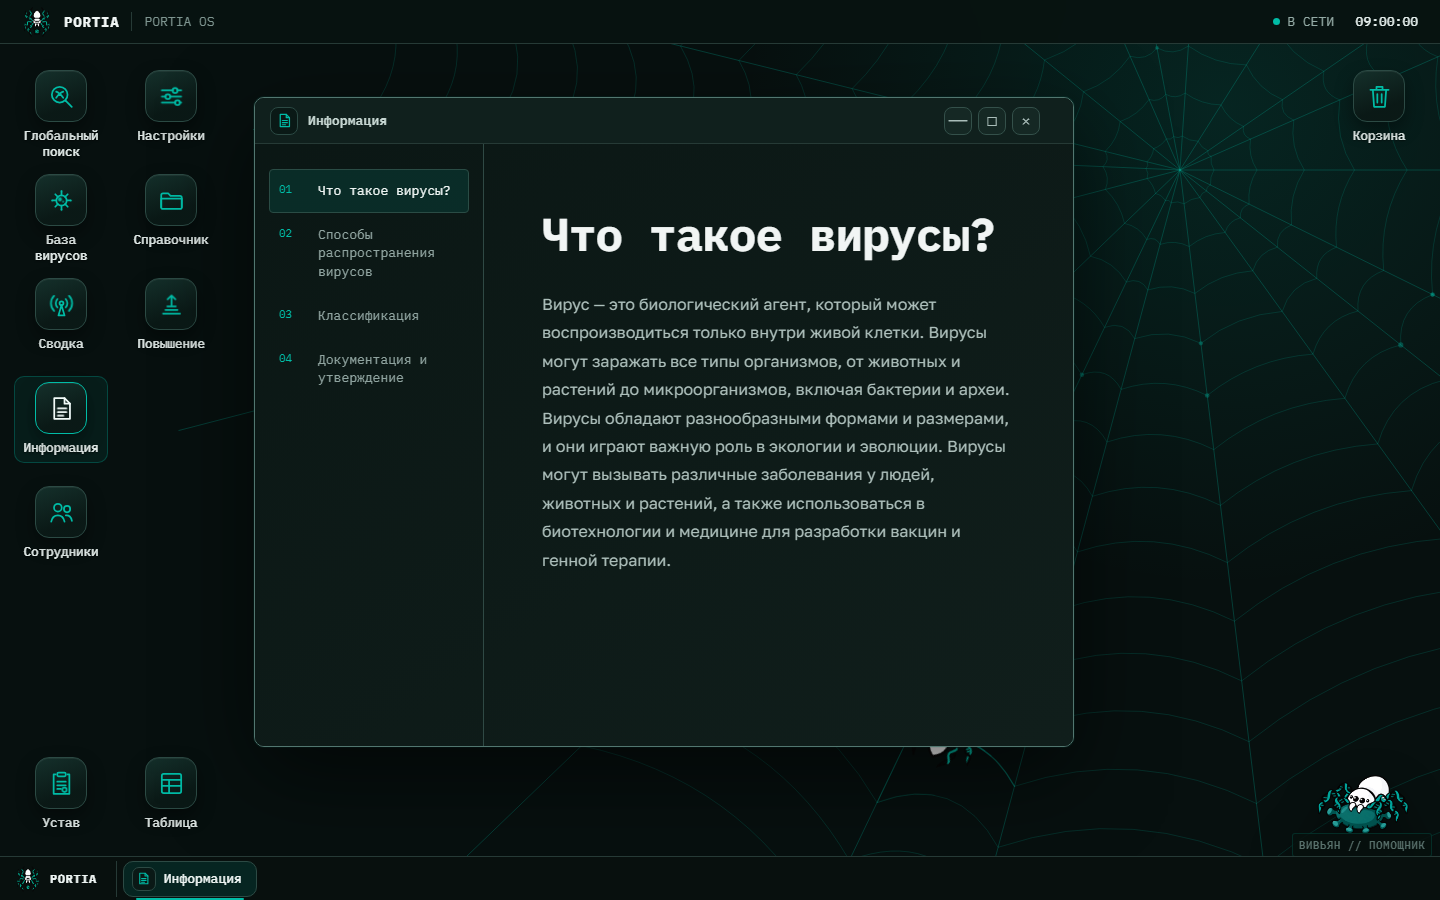 PORTIA
PORTIA OS
В СЕТИ
09:00:00
Глобальный
поиск
Настройки
База
вирусов
Справочник
Сводка
Повышение
Информация
Сотрудники
Устав
Таблица
Корзина
Информация
01 Что такое вирусы?
02 Способы
распространения
вирусов
03 Классификация
04 Документация и
утверждение
Что такое вирусы?
Вирус — это биологический агент, который может
воспроизводиться только внутри живой клетки. Вирусы
могут заражать все типы организмов, от животных и
растений до микроорганизмов, включая бактерии и археи.
Вирусы обладают разнообразными формами и размерами,
и они играют важную роль в экологии и эволюции. Вирусы
могут вызывать различные заболевания у людей,
животных и растений, а также использоваться в
биотехнологии и медицине для разработки вакцин и
генной терапии.
ВИВЬЯН // ПОМОЩНИК
PORTIA
Информация